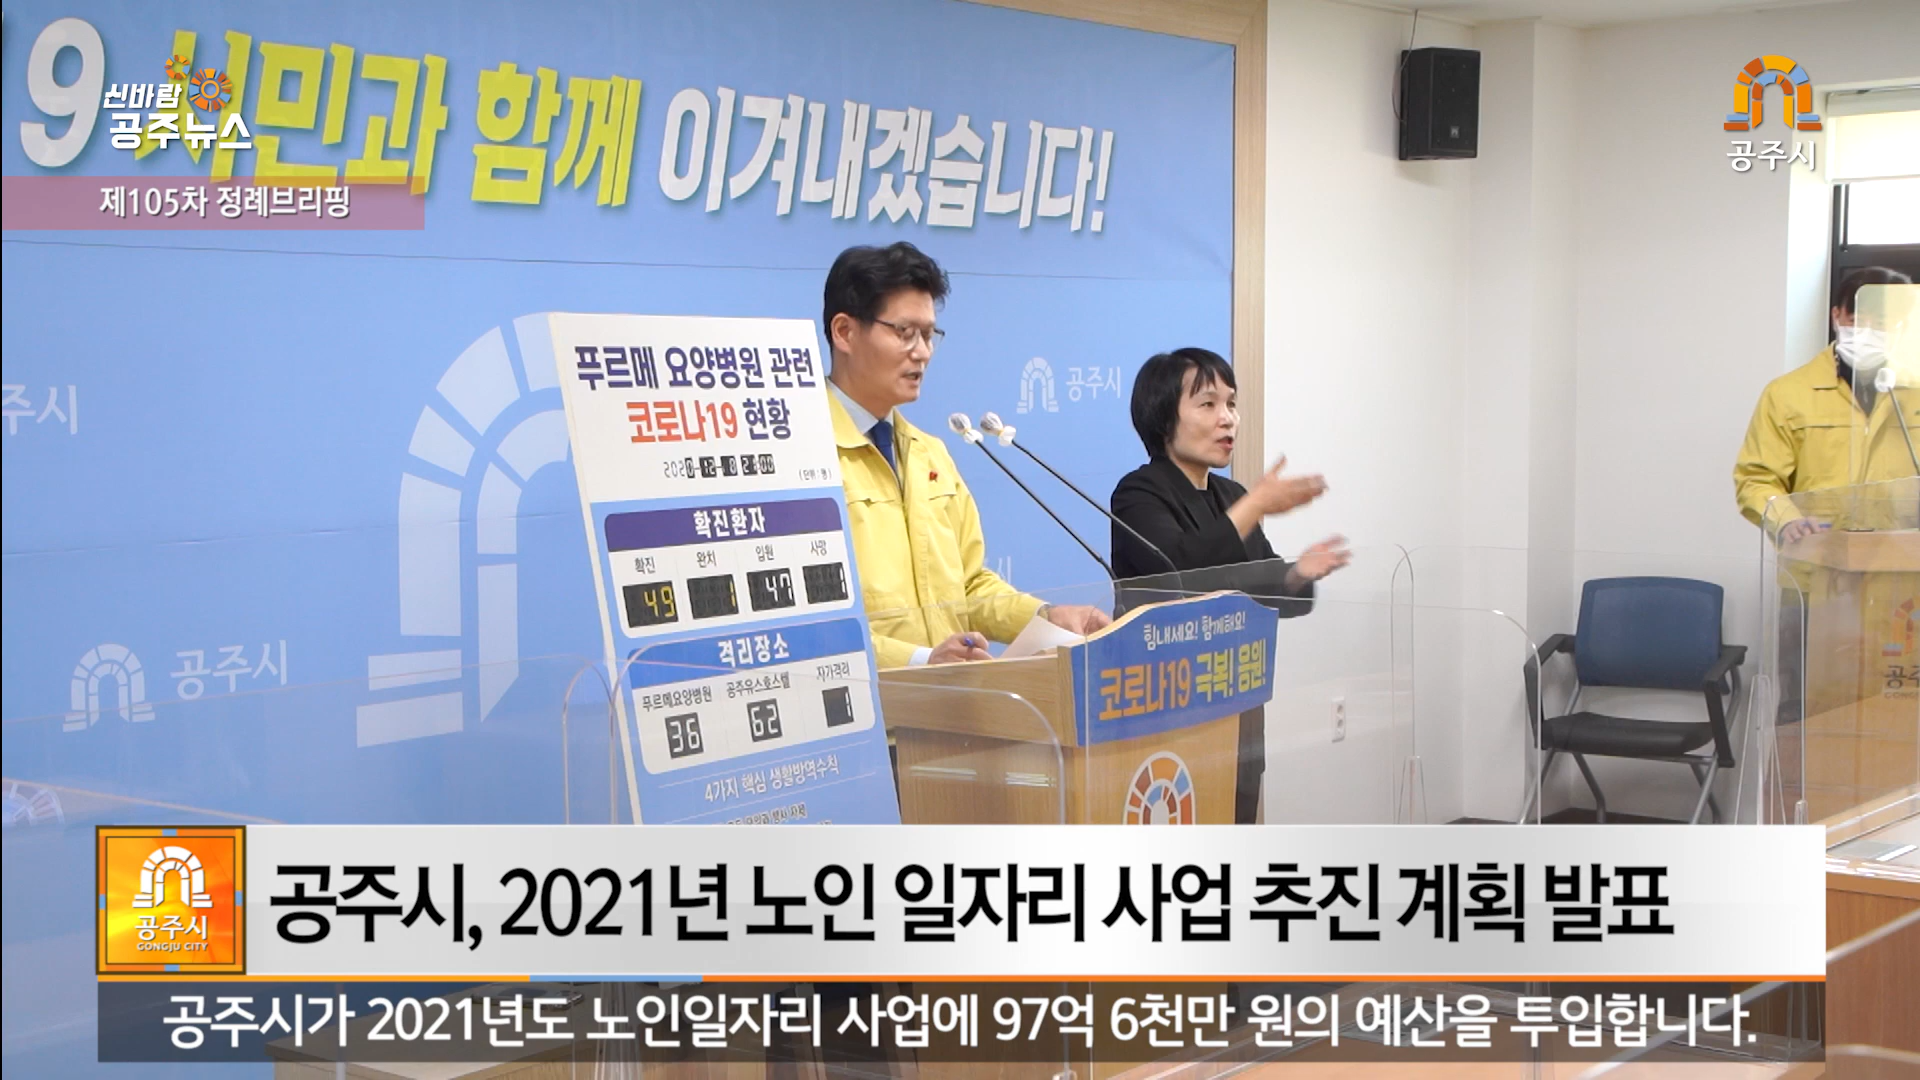 9 시민과 함께 이겨내겠습니다!
신바람
공주뉴스
공주시
제105차 정례브리핑
푸르메 요양병원 관련
코로나19 현황
(단위 : 명)
확진환자
확진 완치 입원 사망
49 1 47 1
격리장소
푸르메요양병원 공주유스호스텔 자가격리
36 62 1
4가지 핵심 생활방역수칙
공주시
공주시
주시
힘내세요! 함께해요!
코로나19 극복! 응원!
공주시
GONGJU CITY
공주시, 2021년 노인 일자리 사업 추진 계획 발표
공주시가 2021년도 노인일자리 사업에 97억 6천만 원의 예산을 투입합니다.